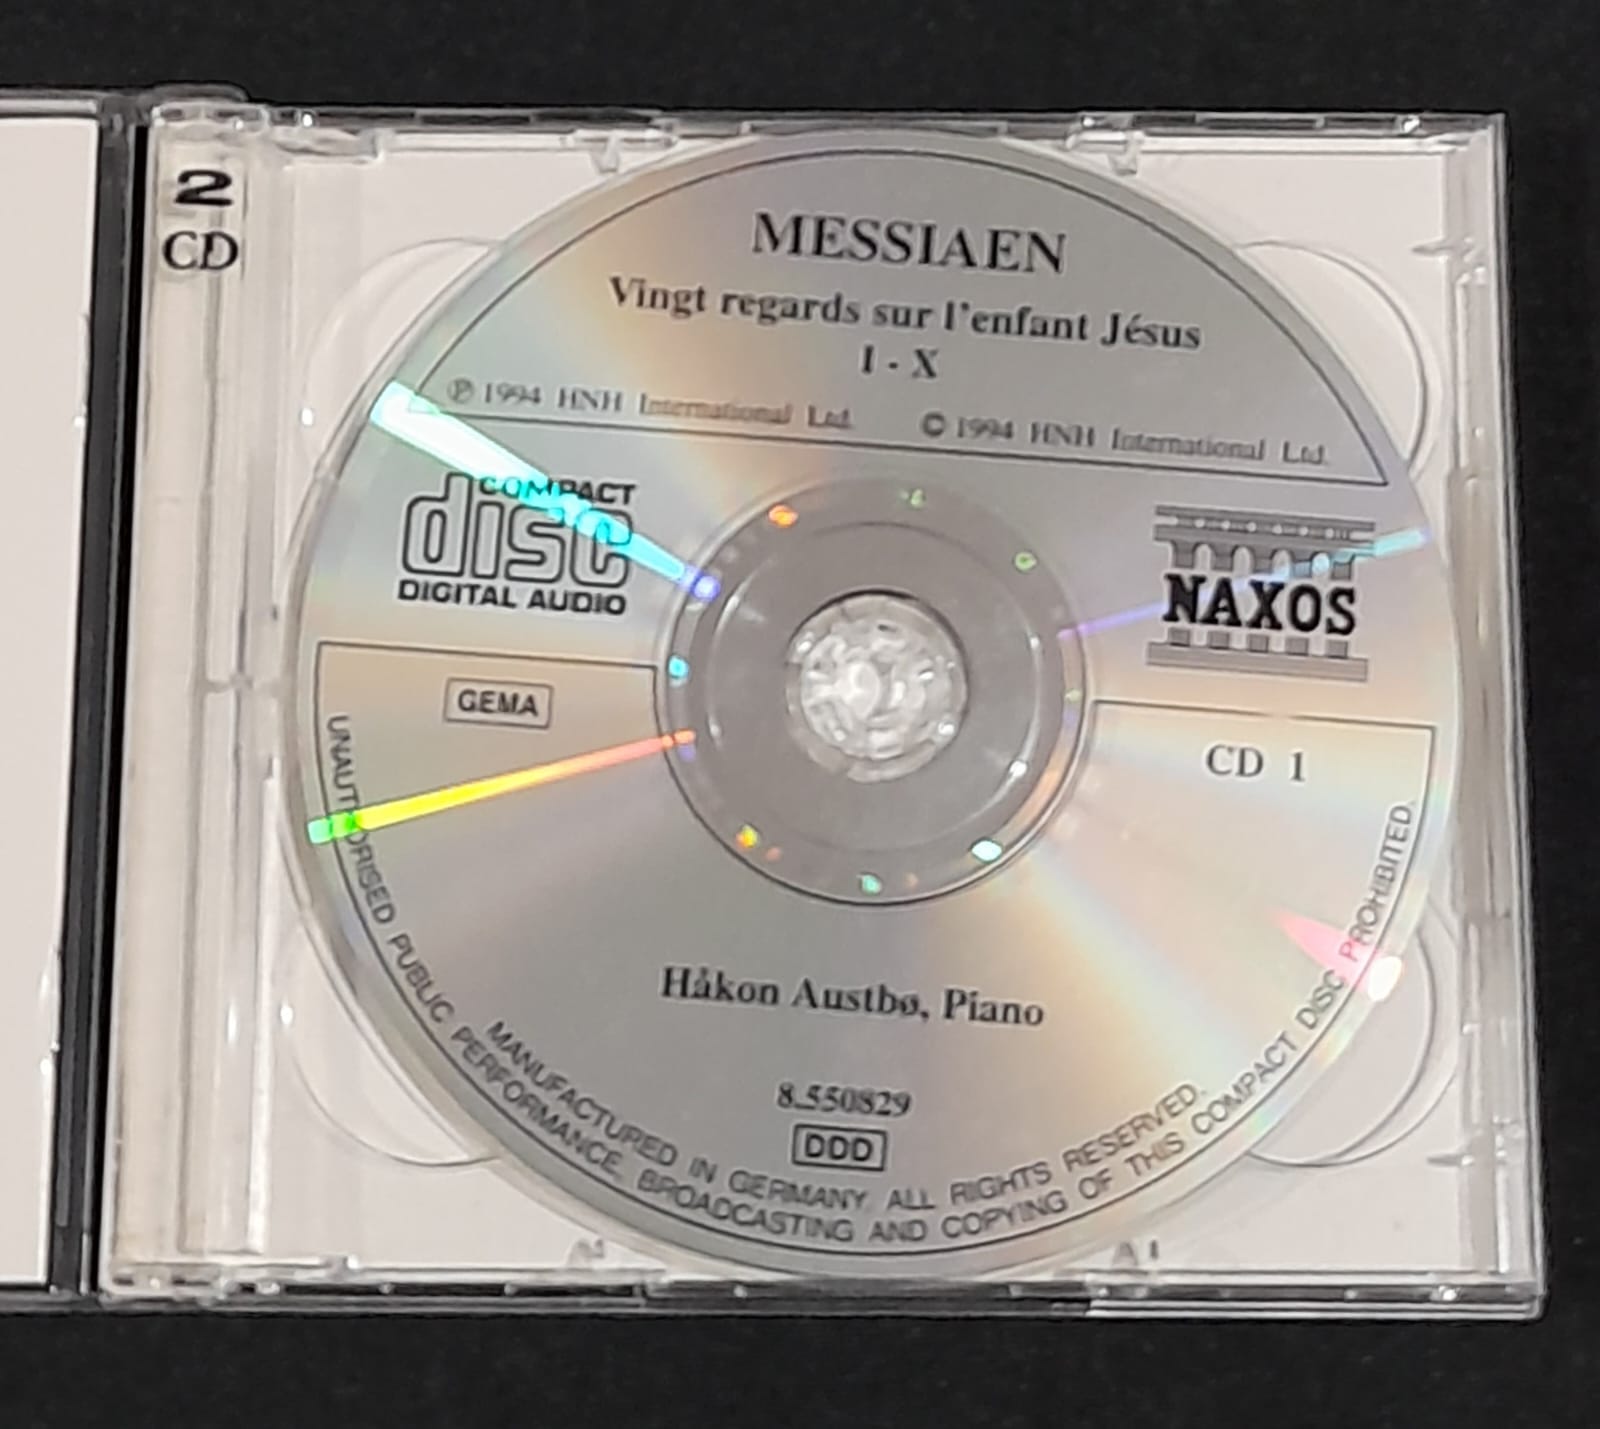 2
CD
MESSIAEN
Vingt regards sur l'enfant Jésus
I - X
℗ 1994 HNH International Ltd. © 1994 HNH International Ltd.
COMPACT
disc
DIGITAL AUDIO
NAXOS
GEMA
CD 1
Håkon Austbø, Piano
8.550829
DDD
MANUFACTURED IN GERMANY. ALL RIGHTS RESERVED.
UNAUTHORISED PUBLIC PERFORMANCE, BROADCASTING AND COPYING OF THIS COMPACT DISC PROHIBITED.